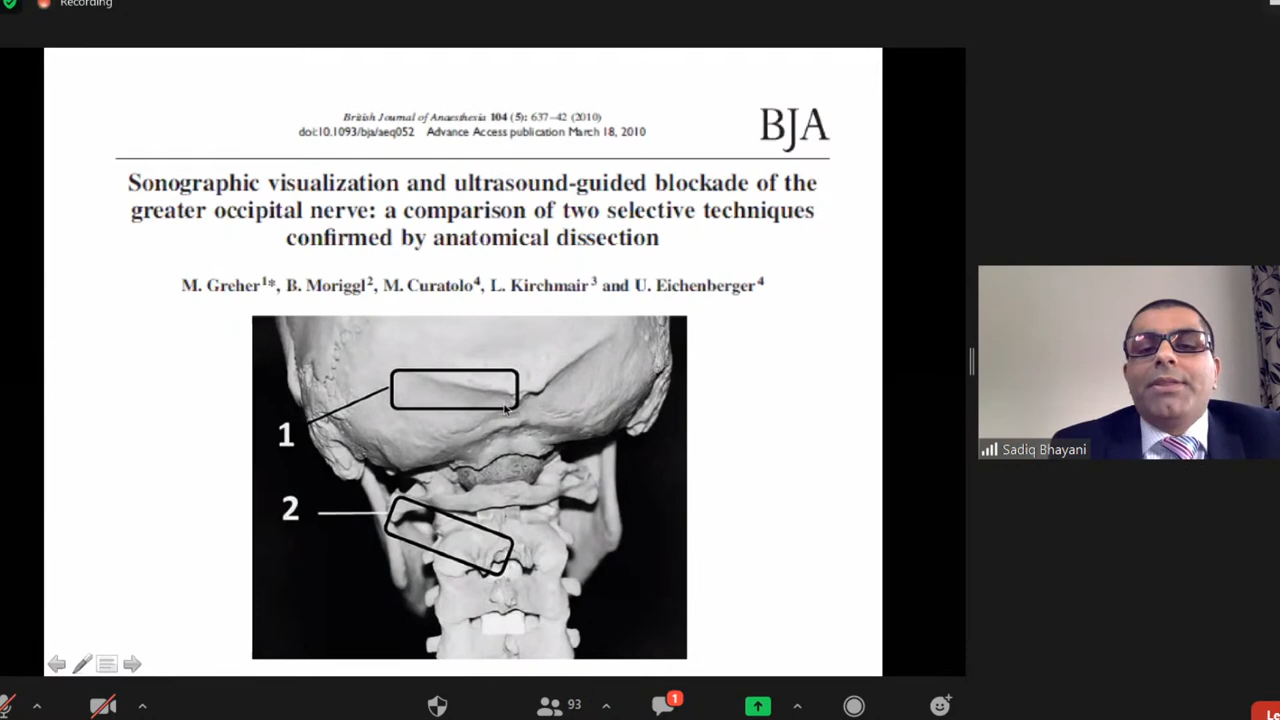 Recording
British Journal of Anaesthesia 104 (5): 637–42 (2010)
doi:10.1093/bja/aeq052 Advance Access publication March 18, 2010
BJA
Sonographic visualization and ultrasound-guided blockade of the
greater occipital nerve: a comparison of two selective techniques
confirmed by anatomical dissection
M. Greher1*, B. Moriggl2, M. Curatolo4, L. Kirchmair3 and U. Eichenberger4
1
2
Sadiq Bhayani
93
1